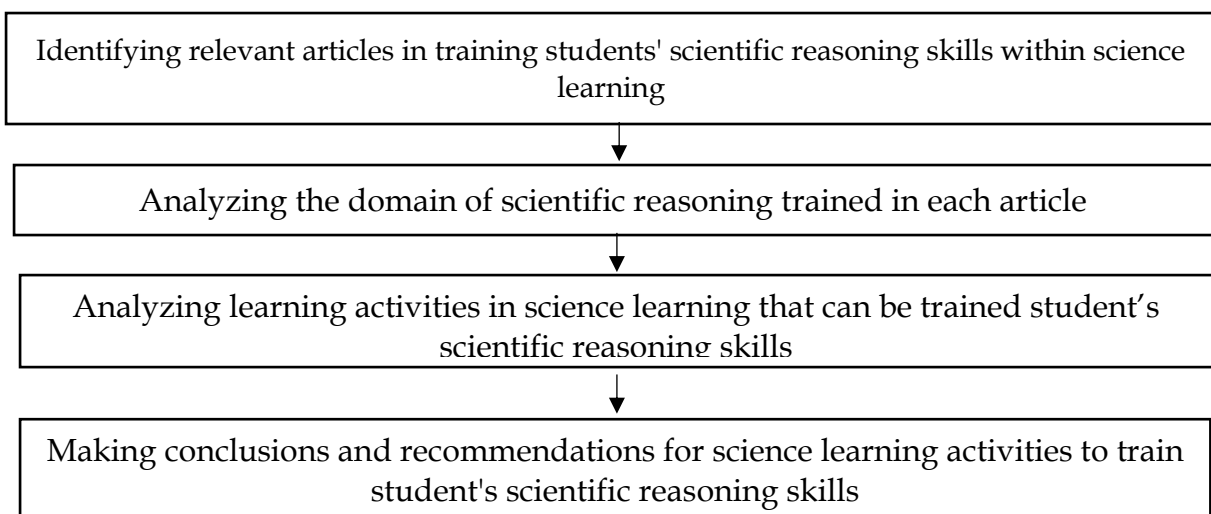 Identifying relevant articles in training students' scientific reasoning skills within science
learning
Analyzing the domain of scientific reasoning trained in each article
Analyzing learning activities in science learning that can be trained student’s
scientific reasoning skills
Making conclusions and recommendations for science learning activities to train
student's scientific reasoning skills